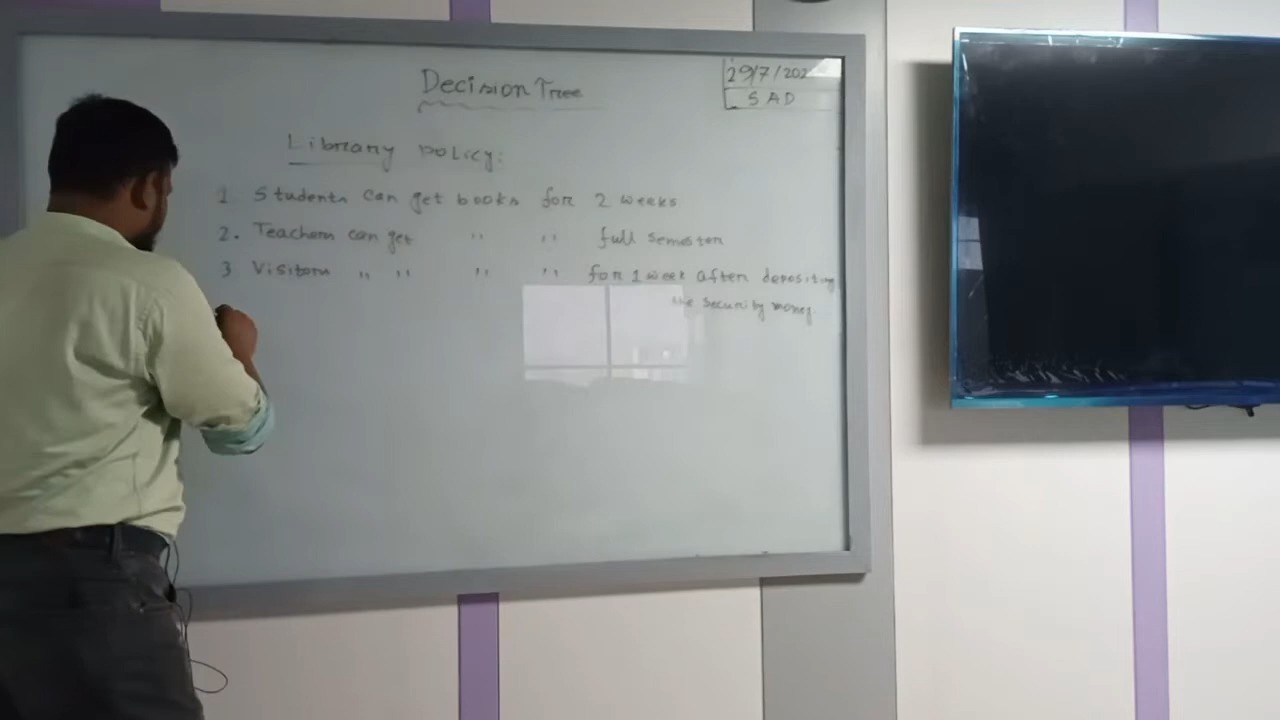 Decision Tree
29/7/202
SAD
Library policy:
1. Students can get books for 2 weeks
2. Teachers can get " " full semester
3 Visitors " " " " for 1 week after depositing
the security money